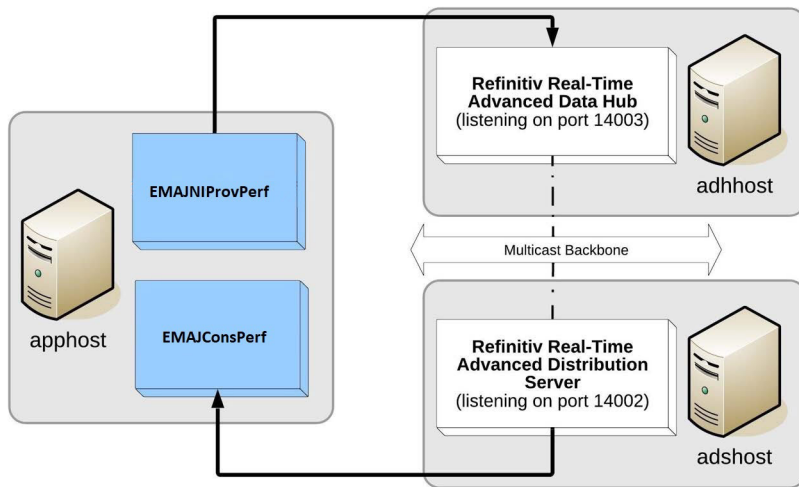 Refinitiv Real-Time
Advanced Data Hub
(listening on port 14003)
adhhost
EMAJNIProvPerf
EMAJConsPerf
apphost
Multicast Backbone
Refinitiv Real-Time
Advanced Distribution
Server
(listening on port 14002)
adshost